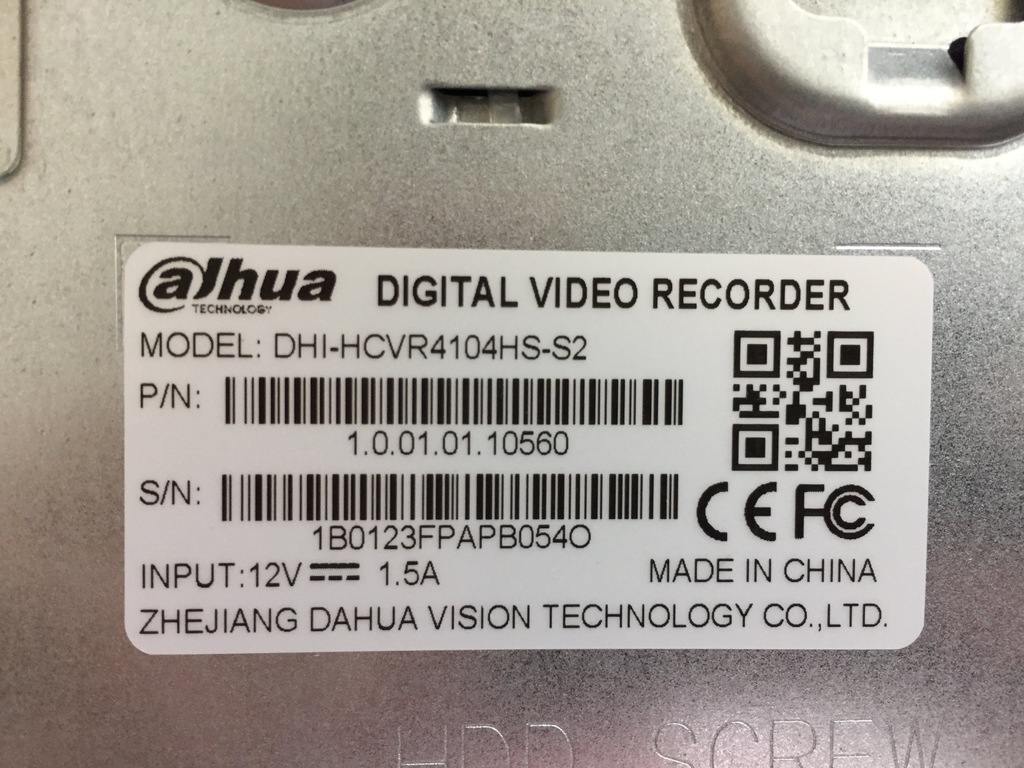 alhua
TECHNOLOGY
DIGITAL VIDEO RECORDER
MODEL: DHI-HCVR4104HS-S2
P/N:
1.0.01.01.10560
S/N:
1B0123FPAPB054O
CE FC
INPUT:12V⎓ 1.5A
MADE IN CHINA
ZHEJIANG DAHUA VISION TECHNOLOGY CO.,LTD.
HDD SCREW